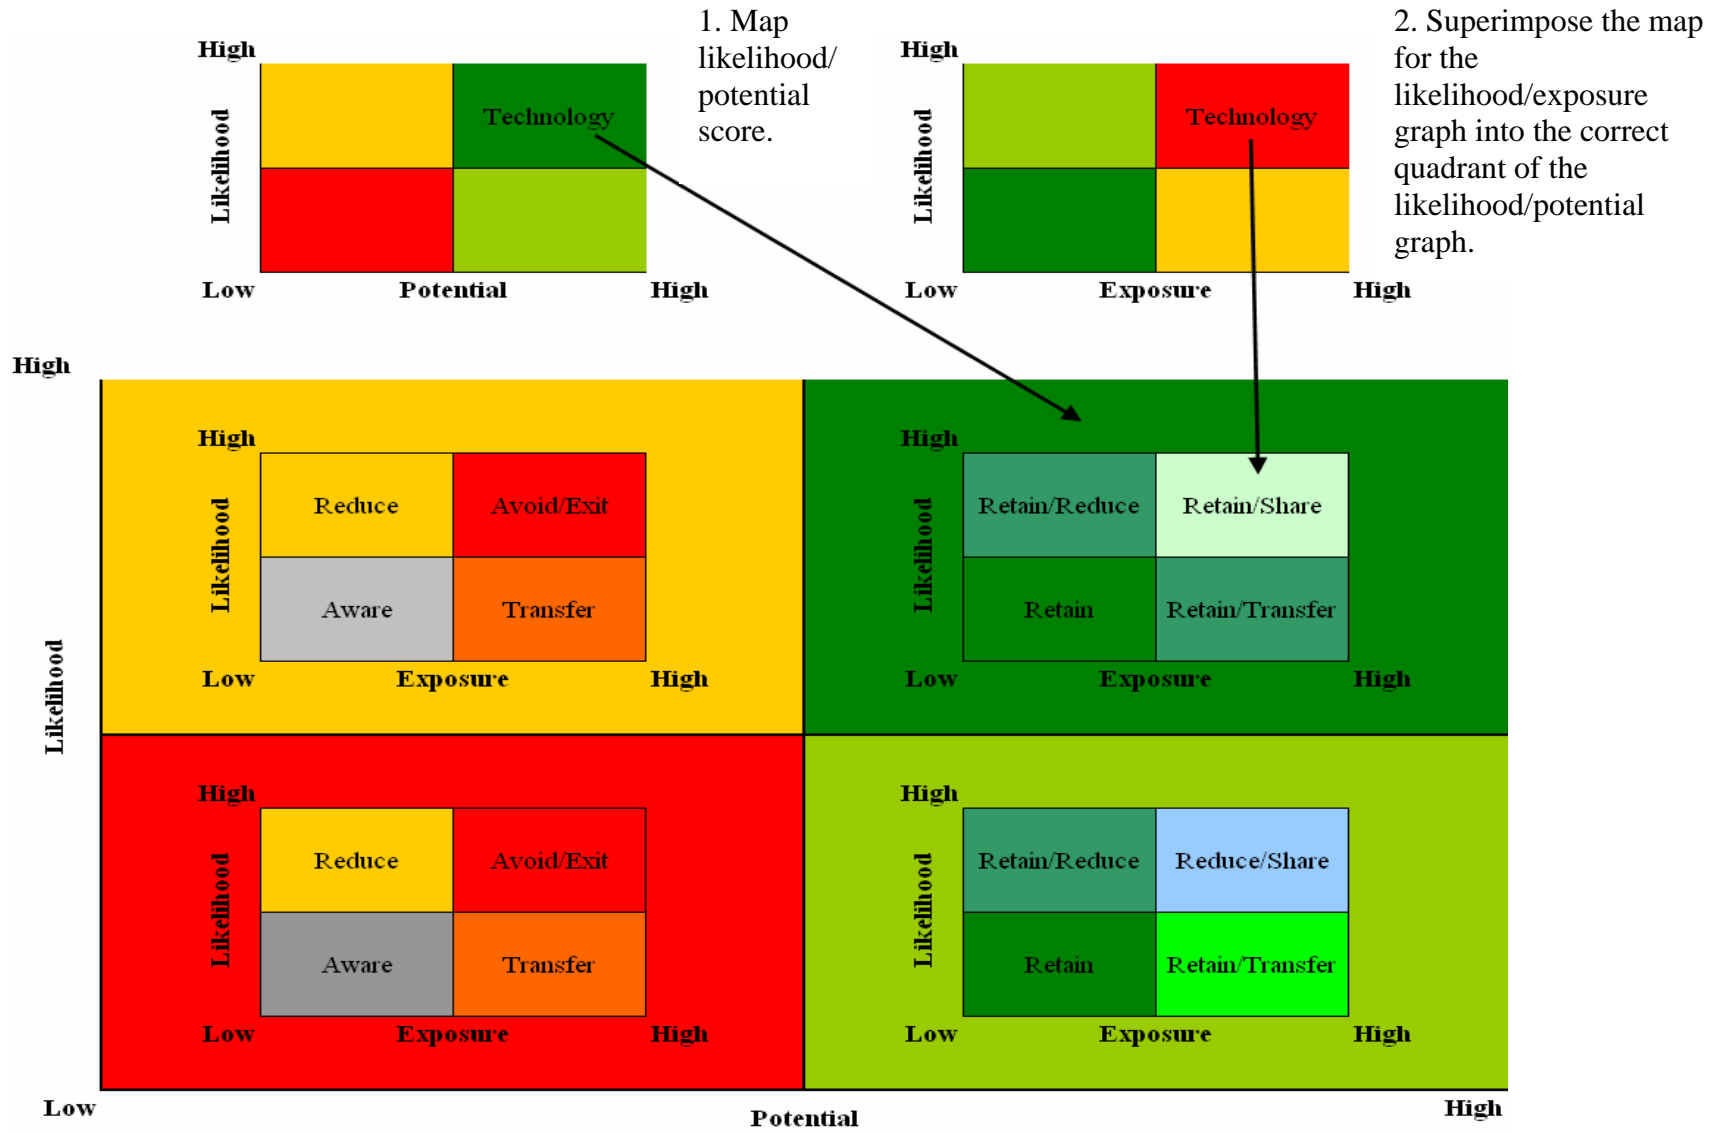 1. Map
likelihood/
potential
score.
2. Superimpose the map
for the
likelihood/exposure
graph into the correct
quadrant of the
likelihood/potential
graph.
High
Likelihood
Technology
Low Potential High
High
Likelihood
Technology
Low Exposure High
High
Likelihood
High
Likelihood
Reduce Avoid/Exit
Aware Transfer
Low Exposure High
High
Likelihood
Retain/Reduce Retain/Share
Retain Retain/Transfer
Low Exposure High
High
Likelihood
Reduce Avoid/Exit
Aware Transfer
Low Exposure High
High
Likelihood
Retain/Reduce Reduce/Share
Retain Retain/Transfer
Low Exposure High
Low Potential High